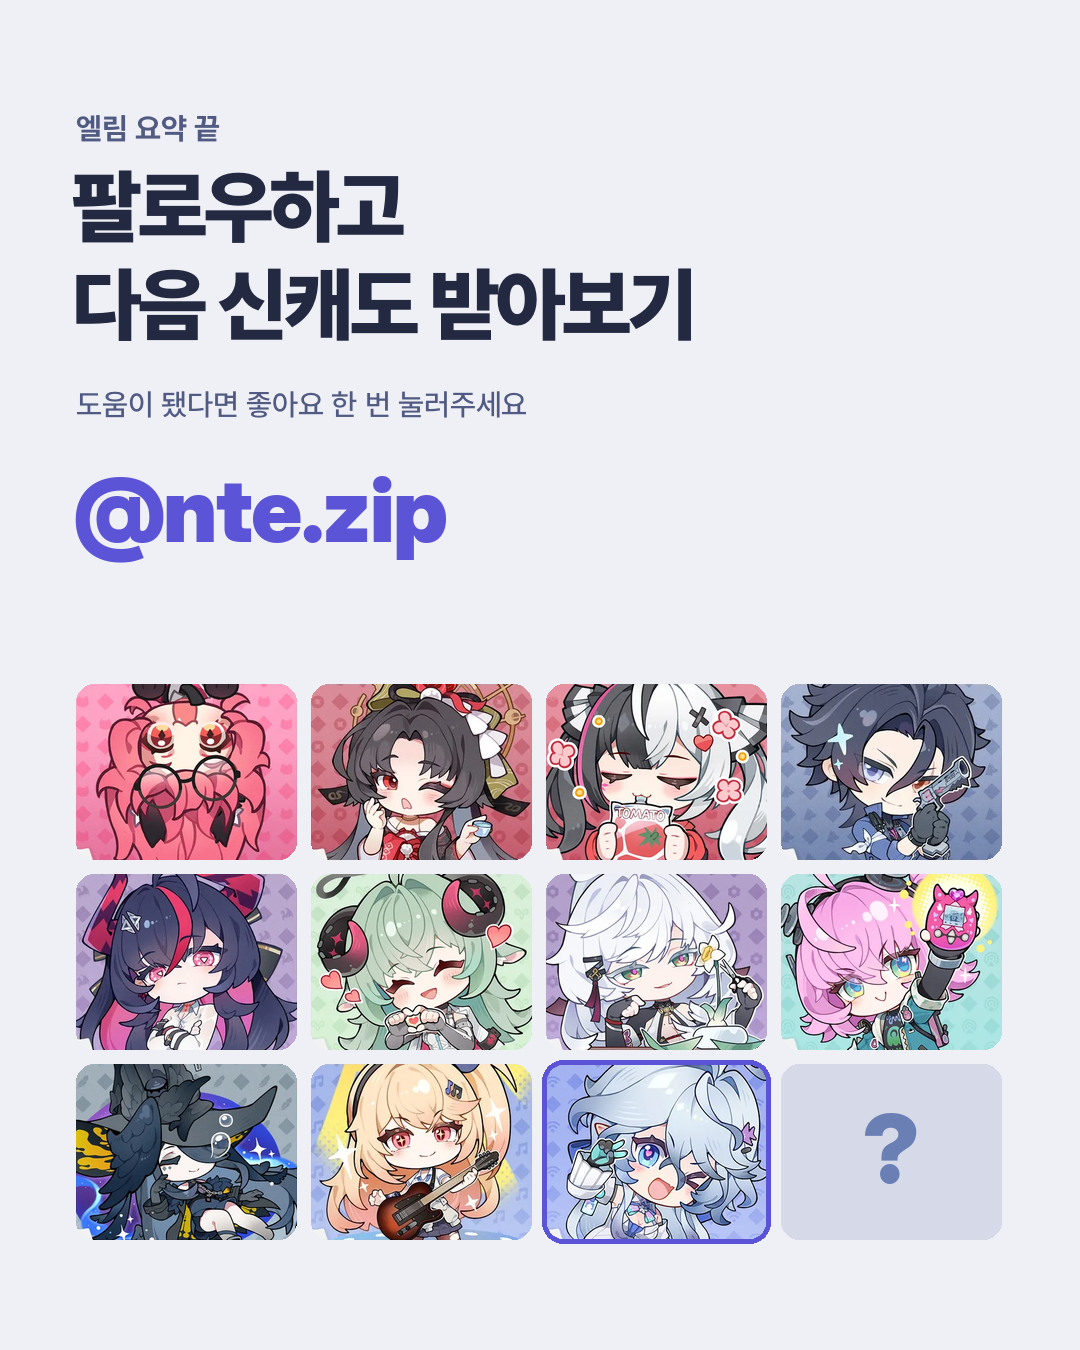 엘림 요약 끝
팔로우하고
다음 신캐도 받아보기
도움이 됐다면 좋아요 한 번 눌러주세요
@nte.zip
TOMATO
?